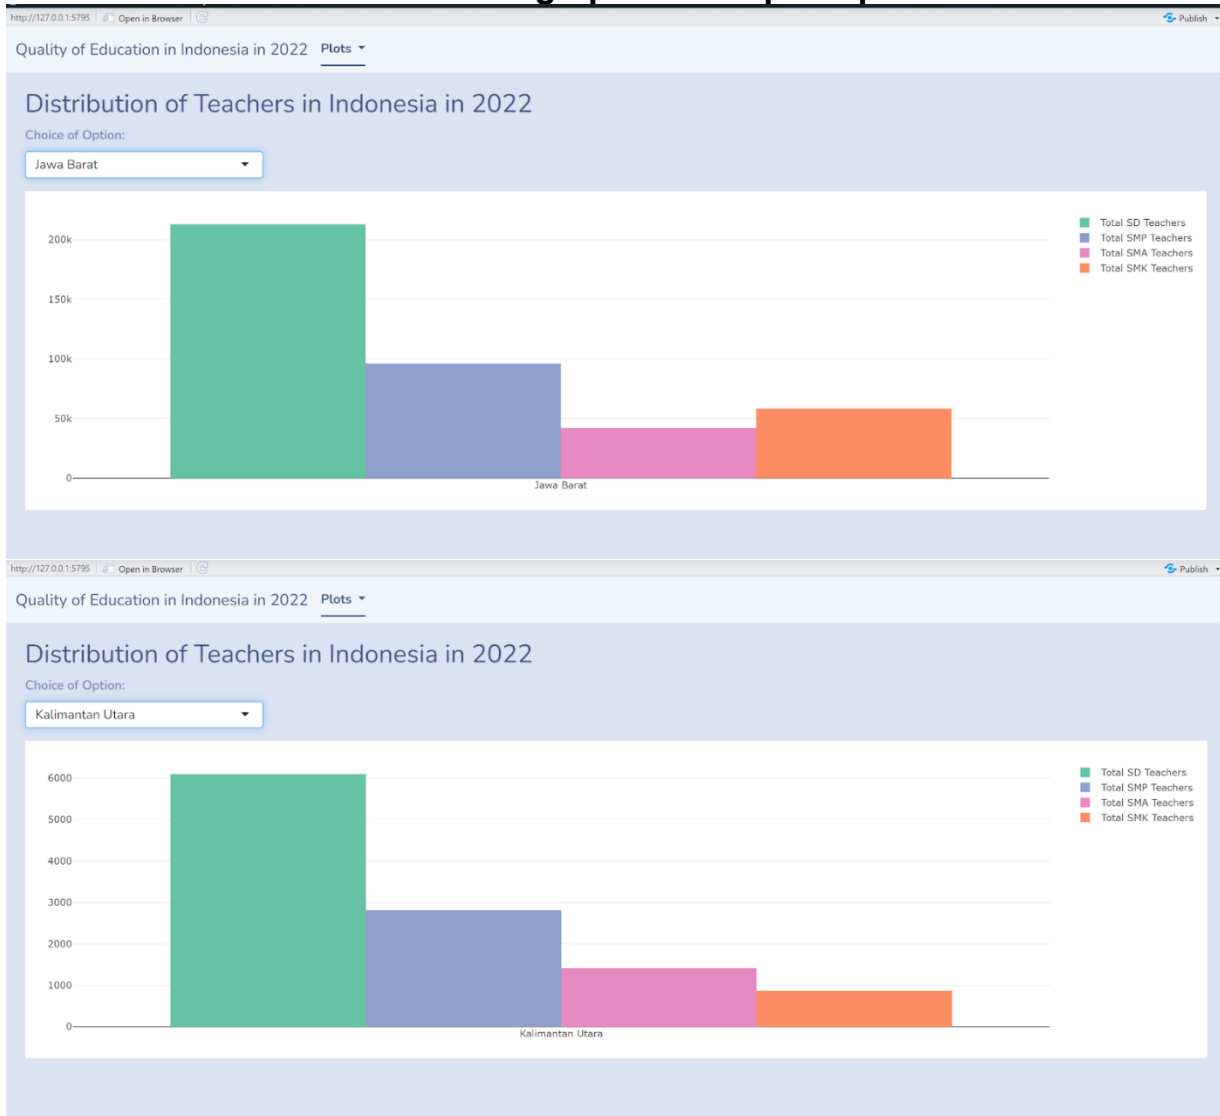 http://127.0.0.1:5795 Open in Browser Publish
Quality of Education in Indonesia in 2022 Plots
Distribution of Teachers in Indonesia in 2022
Choice of Option:
Jawa Barat
Total SD Teachers
Total SMP Teachers
Total SMA Teachers
Total SMK Teachers
200k
150k
100k
50k
0
Jawa Barat
http://127.0.0.1:5795 Open in Browser Publish
Quality of Education in Indonesia in 2022 Plots
Distribution of Teachers in Indonesia in 2022
Choice of Option:
Kalimantan Utara
Total SD Teachers
Total SMP Teachers
Total SMA Teachers
Total SMK Teachers
6000
5000
4000
3000
2000
1000
0
Kalimantan Utara